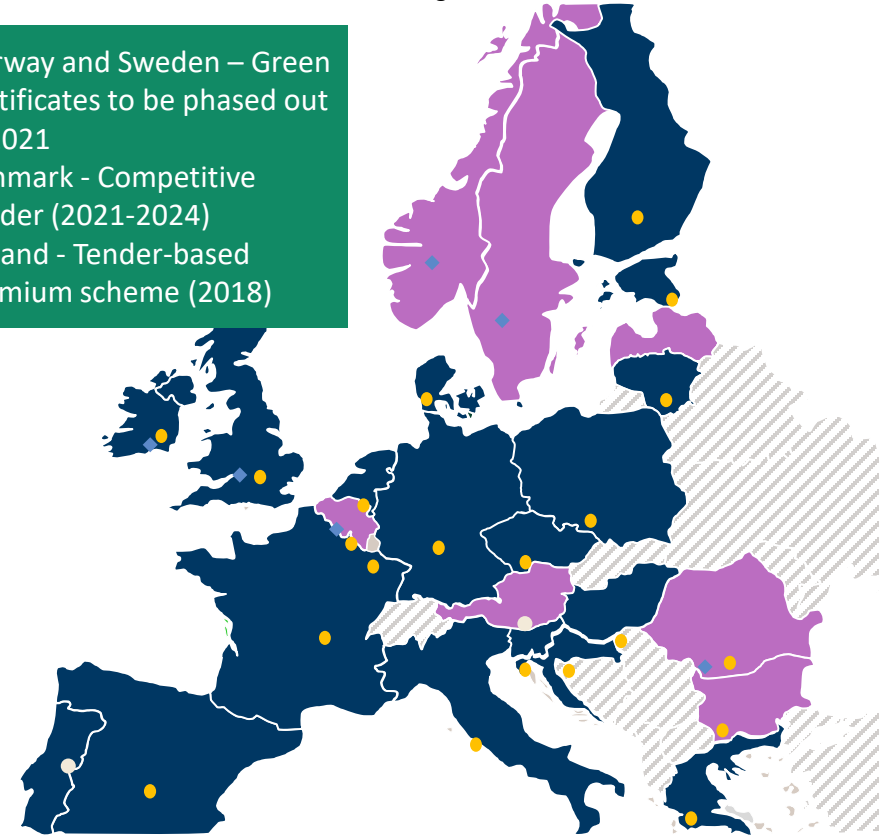 rway and Sweden – Green
tificates to be phased out
021
nmark - Competitive
der (2021-2024)
and - Tender-based
mium scheme (2018)